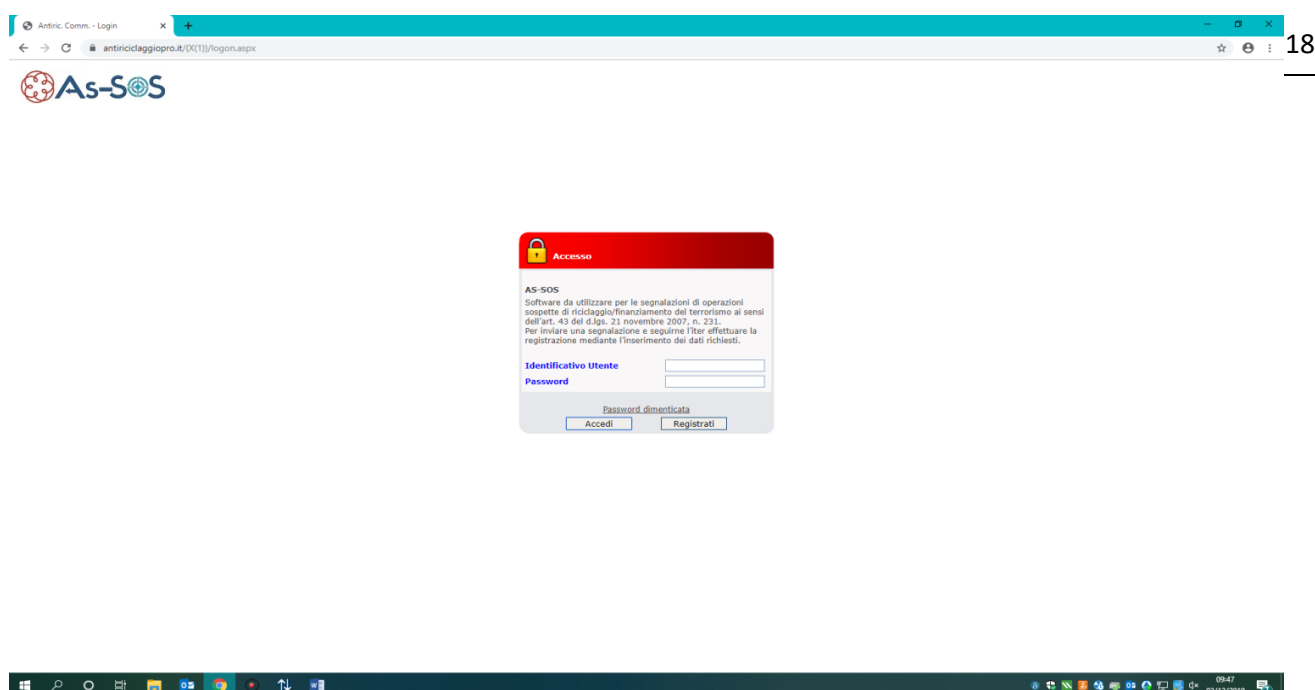 Antiric. Comm. - Login
antiriciclaggiopro.it/(X(1))/logon.aspx
18
As-SOS
Accesso
AS-SOS
Software da utilizzare per le segnalazioni di operazioni
sospette di riciclaggio/finanziamento del terrorismo ai sensi
dell'art. 43 del d.lgs. 21 novembre 2007, n. 231.
Per inviare una segnalazione e seguirne l'iter effettuare la
registrazione mediante l'inserimento dei dati richiesti.
Identificativo Utente
Password
Password dimenticata
Accedi
Registrati
09:47